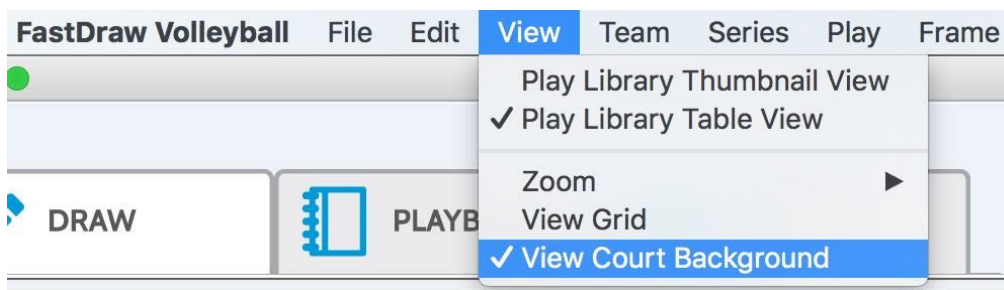 FastDraw Volleyball File Edit View Team Series Play Frame
Play Library Thumbnail View
✓ Play Library Table View
Zoom ▶
View Grid
✓ View Court Background
DRAW
PLAYB